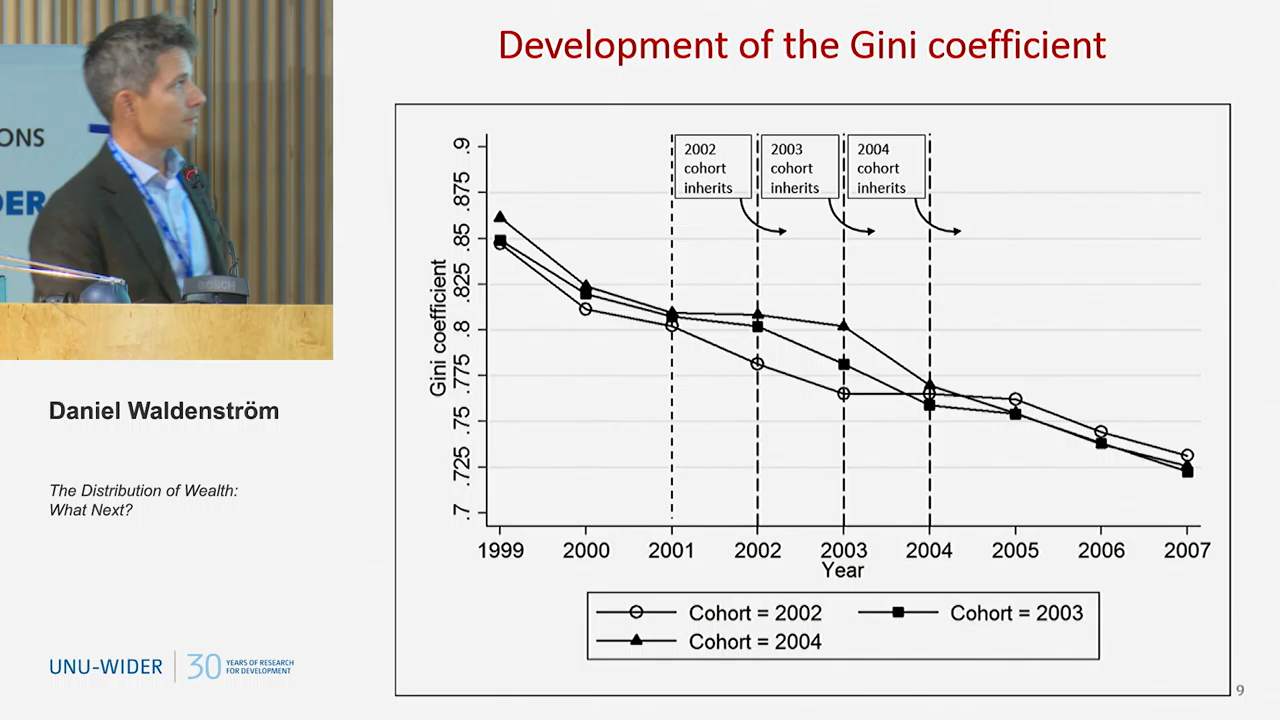 Development of the Gini coefficient
ONS
DER
BOSCH
Daniel Waldenström
The Distribution of Wealth:
What Next?
UNU-WIDER
30
YEARS OF RESEARCH
FOR DEVELOPMENT
2002
cohort
inherits
2003
cohort
inherits
2004
cohort
inherits
Gini coefficient
.9
.875
.85
.825
.8
.775
.75
.725
.7
1999 2000 2001 2002 2003 2004 2005 2006 2007
Year
Cohort = 2002 Cohort = 2003
Cohort = 2004
9